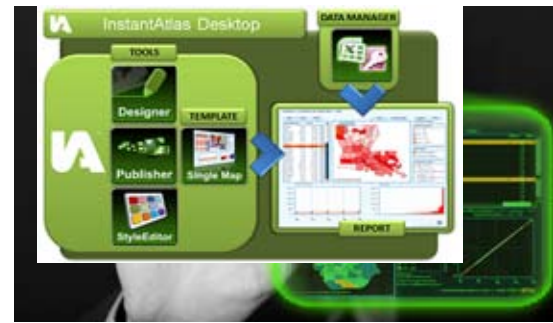 InstantAtlas Desktop
DATA MANAGER
TOOLS
Designer
TEMPLATE
Publisher
Single Map
StyleEditor
REPORT